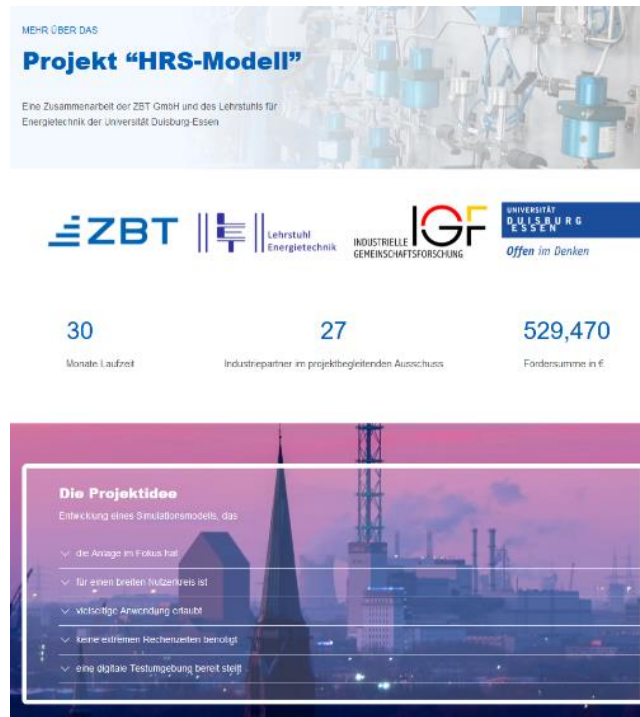 MEHR ÜBER DAS
Projekt “HRS-Modell”
Eine Zusammenarbeit der ZBT GmbH und des Lehrstuhls für
Energietechnik der Universität Duisburg-Essen
ZBT
Lehrstuhl
Energietechnik
INDUSTRIELLE
GEMEINSCHAFTSFORSCHUNG
IGF
UNIVERSITÄT
DUISBURG
ESSEN
Offen im Denken
30
Monate Laufzeit
27
Industriepartner im projektbegleitenden Ausschuss
529,470
Fördersumme in €
Die Projektidee
Entwicklung eines Simulationsmodells, das
die Anlage im Fokus hat
für einen breiten Nutzerkreis ist
vielseitige Anwendung erlaubt
keine extremen Rechenzeiten benötigt
eine digitale Testumgebung bereit stellt